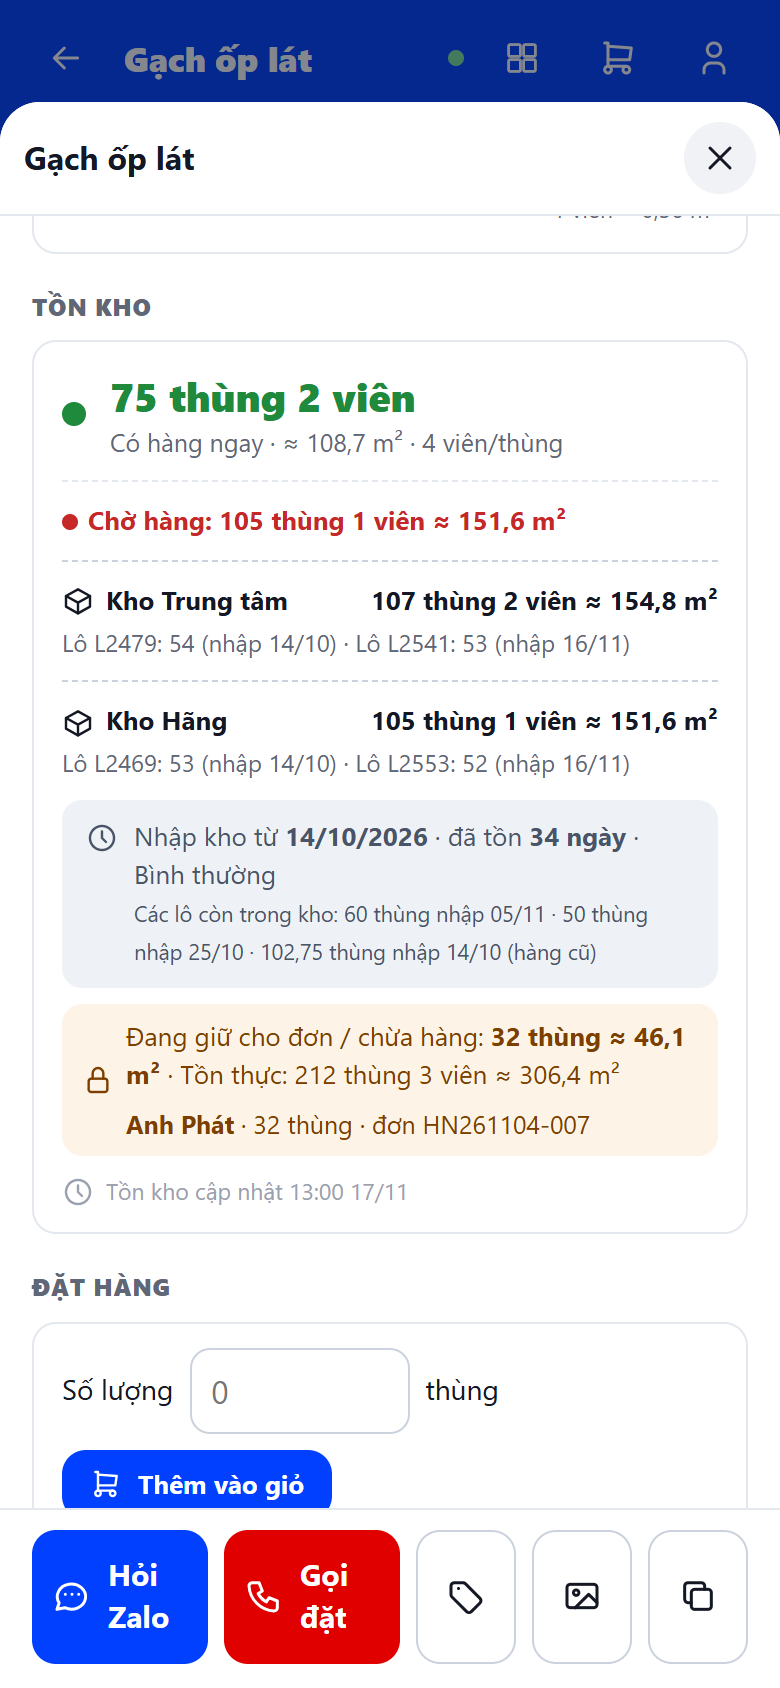 Gạch ốp lát
Gạch ốp lát
TỒN KHO
75 thùng 2 viên
Có hàng ngay · ≈ 108,7 m² · 4 viên/thùng
Chờ hàng: 105 thùng 1 viên ≈ 151,6 m²
Kho Trung tâm 107 thùng 2 viên ≈ 154,8 m²
Lô L2479: 54 (nhập 14/10) · Lô L2541: 53 (nhập 16/11)
Kho Hãng 105 thùng 1 viên ≈ 151,6 m²
Lô L2469: 53 (nhập 14/10) · Lô L2553: 52 (nhập 16/11)
Nhập kho từ 14/10/2026 · đã tồn 34 ngày ·
Bình thường
Các lô còn trong kho: 60 thùng nhập 05/11 · 50 thùng
nhập 25/10 · 102,75 thùng nhập 14/10 (hàng cũ)
Đang giữ cho đơn / chừa hàng: 32 thùng ≈ 46,1
m² · Tồn thực: 212 thùng 3 viên ≈ 306,4 m²
Anh Phát · 32 thùng · đơn HN261104-007
Tồn kho cập nhật 13:00 17/11
ĐẶT HÀNG
Số lượng 0 thùng
Thêm vào giỏ
Hỏi
Zalo
Gọi
đặt